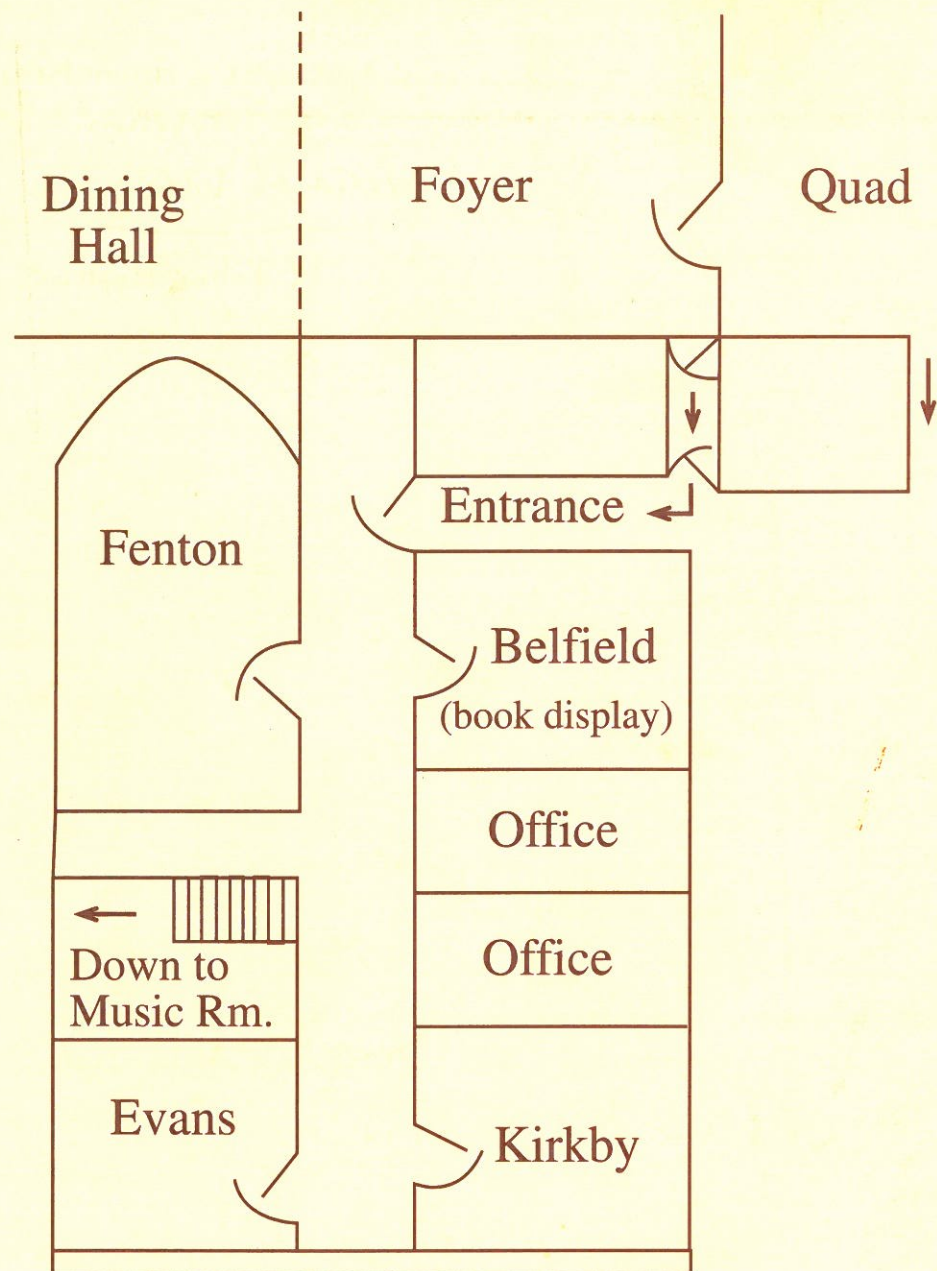 Dining
Hall
Foyer
Quad
Entrance
Fenton
Belfield
(book display)
Office
Office
Down to
Music Rm.
Evans
Kirkby